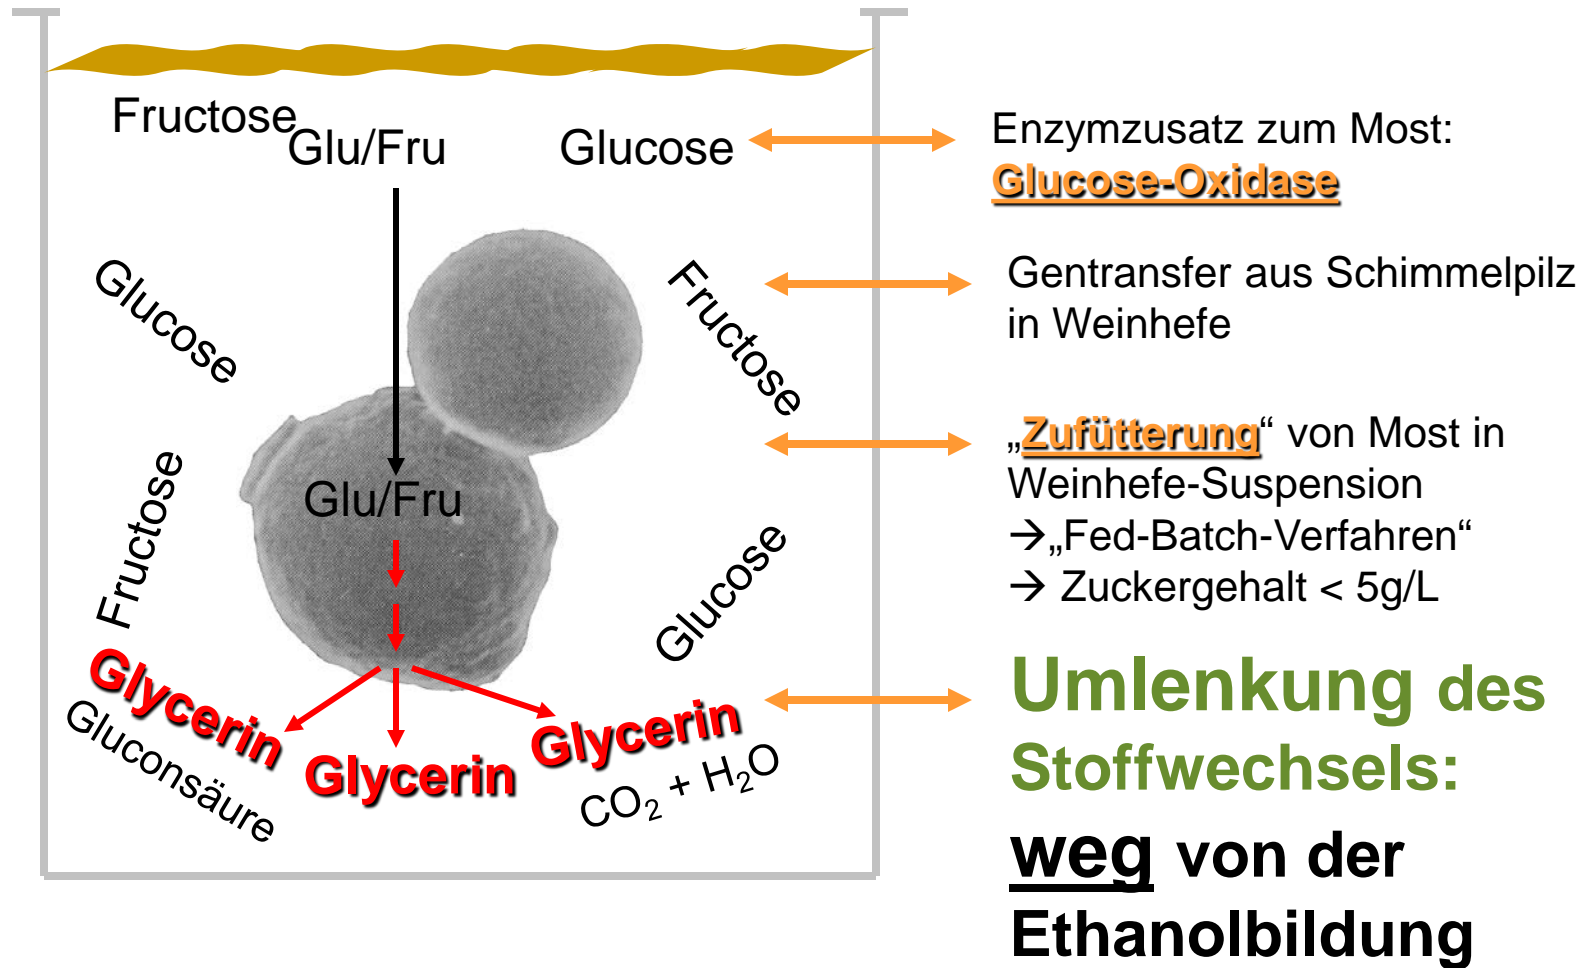 Fructose
Glu/Fru
Glucose
Glucose
Fructose
Glu/Fru
Fructose
Glucose
Glycerin
Gluconsäure
Glycerin
Glycerin
CO₂ + H₂O
Enzymzusatz zum Most:
Glucose-Oxidase
Gentransfer aus Schimmelpilz
in Weinhefe
„Zufütterung“ von Most in
Weinhefe-Suspension
→„Fed-Batch-Verfahren“
→ Zuckergehalt < 5g/L
Umlenkung des
Stoffwechsels:
weg von der
Ethanolbildung